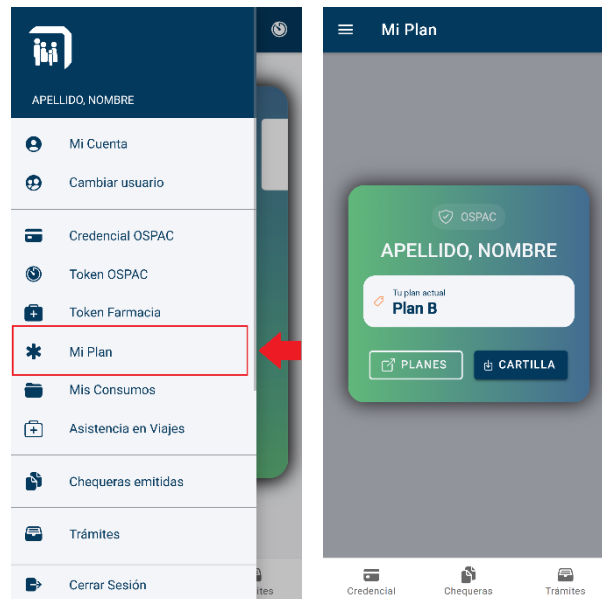 APELLIDO, NOMBRE
Mi Cuenta
Cambiar usuario
Credencial OSPAC
Token OSPAC
Token Farmacia
Mi Plan
Mis Consumos
Asistencia en Viajes
Chequeras emitidas
Trámites
Cerrar Sesión
ites
Mi Plan
OSPAC
APELLIDO, NOMBRE
Tu plan actual
Plan B
PLANES
CARTILLA
Credencial
Chequeras
Trámites